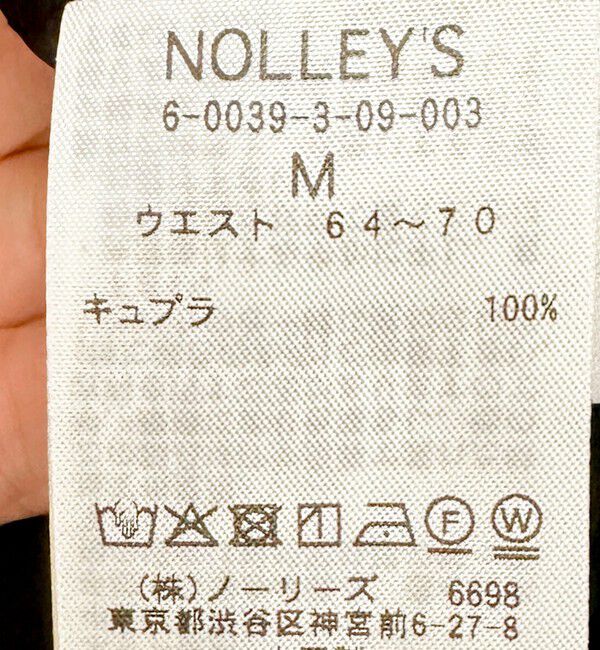 NOLLEY'S
6-0039-3-09-003
M
ウエスト 64～70
キュプラ 100%
F W
(株)ノーリーズ 6698
東京都渋谷区神宮前6-27-8